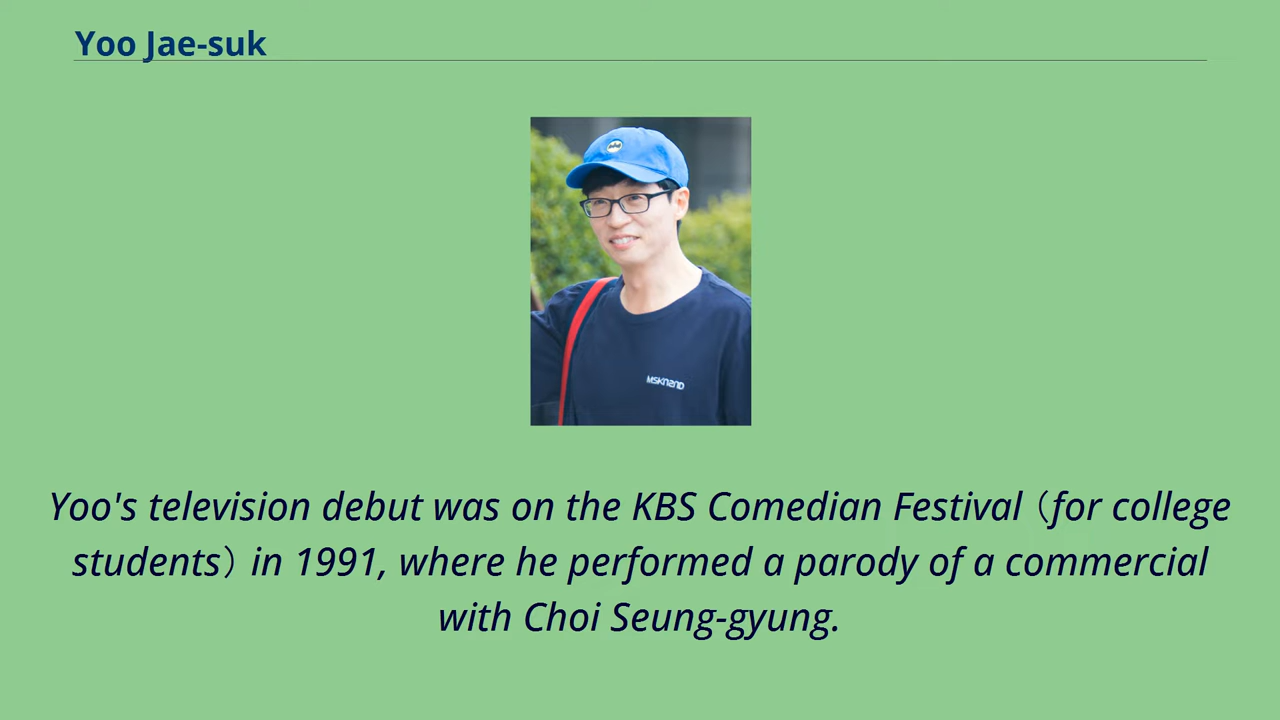 Yoo Jae-suk
MSKN2ND
Yoo's television debut was on the KBS Comedian Festival（for college
students）in 1991, where he performed a parody of a commercial
with Choi Seung-gyung.